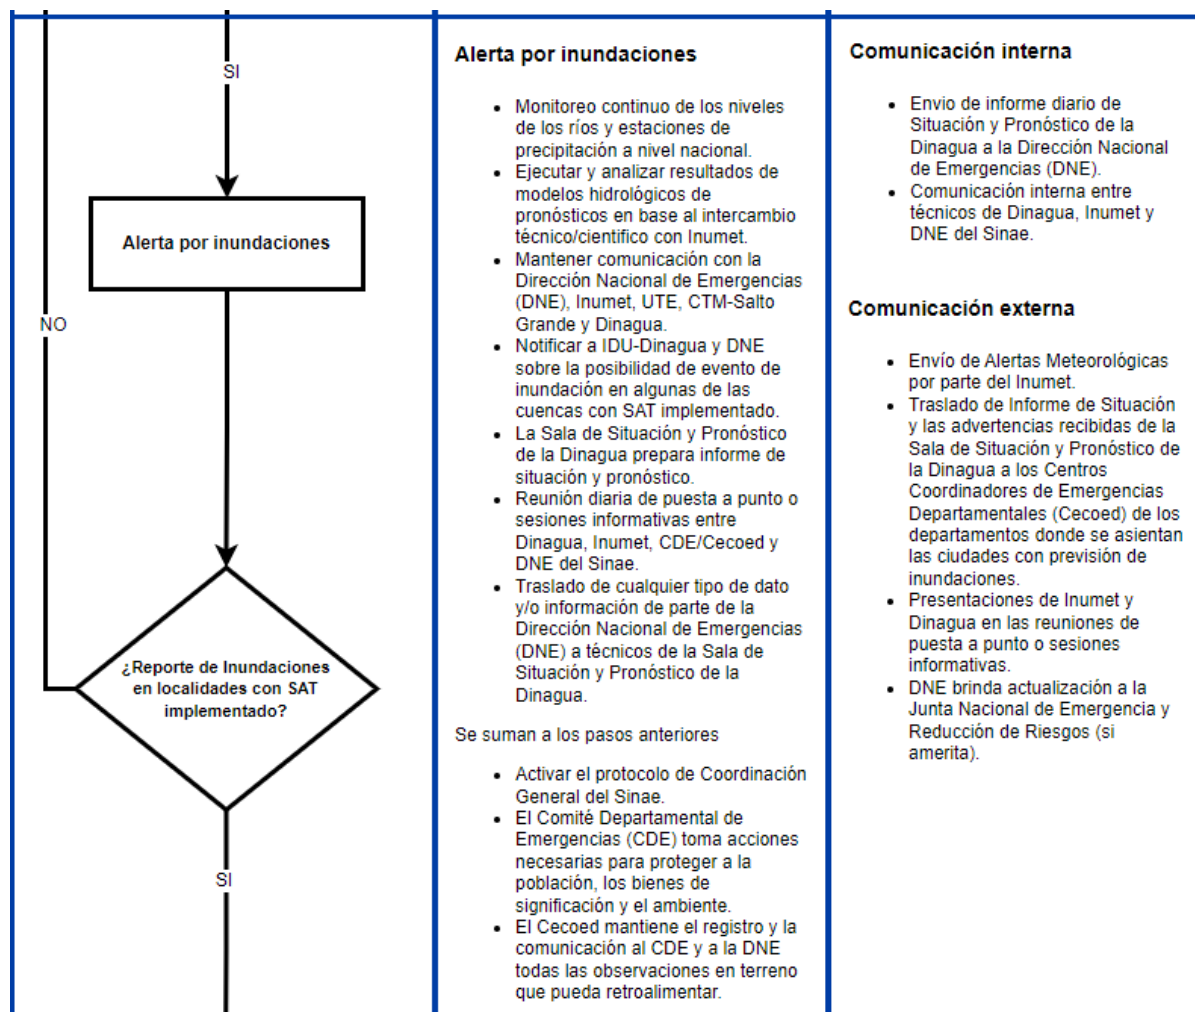 SI
Alerta por inundaciones
NO
¿Reporte de Inundaciones
en localidades con SAT
implementado?
SI
Alerta por inundaciones
• Monitoreo continuo de los niveles
de los ríos y estaciones de
precipitación a nivel nacional.
• Ejecutar y analizar resultados de
modelos hidrológicos de
pronósticos en base al intercambio
técnico/cientifico con Inumet.
• Mantener comunicación con la
Dirección Nacional de Emergencias
(DNE), Inumet, UTE, CTM-Salto
Grande y Dinagua.
• Notificar a IDU-Dinagua y DNE
sobre la posibilidad de evento de
inundación en algunas de las
cuencas con SAT implementado.
• La Sala de Situación y Pronóstico
de la Dinagua prepara informe de
situación y pronóstico.
• Reunión diaria de puesta a punto o
sesiones informativas entre
Dinagua, Inumet, CDE/Cecoed y
DNE del Sinae.
• Traslado de cualquier tipo de dato
y/o información de parte de la
Dirección Nacional de Emergencias
(DNE) a técnicos de la Sala de
Situación y Pronóstico de la
Dinagua.
Se suman a los pasos anteriores
• Activar el protocolo de Coordinación
General del Sinae.
• El Comité Departamental de
Emergencias (CDE) toma acciones
necesarias para proteger a la
población, los bienes de
significación y el ambiente.
• El Cecoed mantiene el registro y la
comunicación al CDE y a la DNE
todas las observaciones en terreno
que pueda retroalimentar.
Comunicación interna
• Envio de informe diario de
Situación y Pronóstico de la
Dinagua a la Dirección Nacional
de Emergencias (DNE).
• Comunicación interna entre
técnicos de Dinagua, Inumet y
DNE del Sinae.
Comunicación externa
• Envío de Alertas Meteorológicas
por parte del Inumet.
• Traslado de Informe de Situación
y las advertencias recibidas de la
Sala de Situación y Pronóstico de
la Dinagua a los Centros
Coordinadores de Emergencias
Departamentales (Cecoed) de los
departamentos donde se asientan
las ciudades con previsión de
inundaciones.
• Presentaciones de Inumet y
Dinagua en las reuniones de
puesta a punto o sesiones
informativas.
• DNE brinda actualización a la
Junta Nacional de Emergencia y
Reducción de Riesgos (si
amerita).